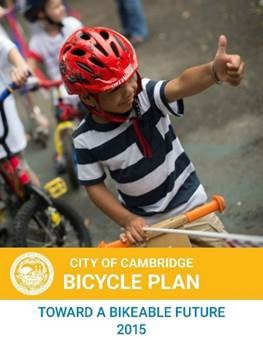 CITY OF CAMBRIDGE
BICYCLE PLAN
TOWARD A BIKEABLE FUTURE
2015